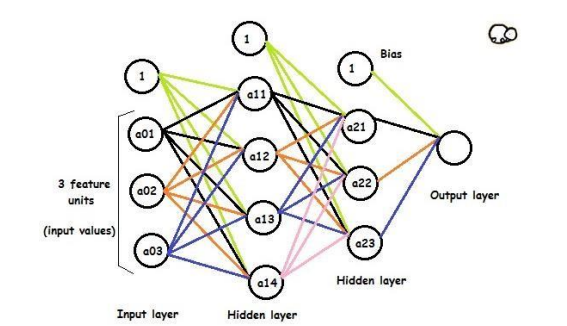 1
Bias
1
1
a11
a01
a21
a12
3 feature
units
a02
a22
Output layer
(input values)
a13
a03
a23
a14
Hidden layer
Input layer
Hidden layer